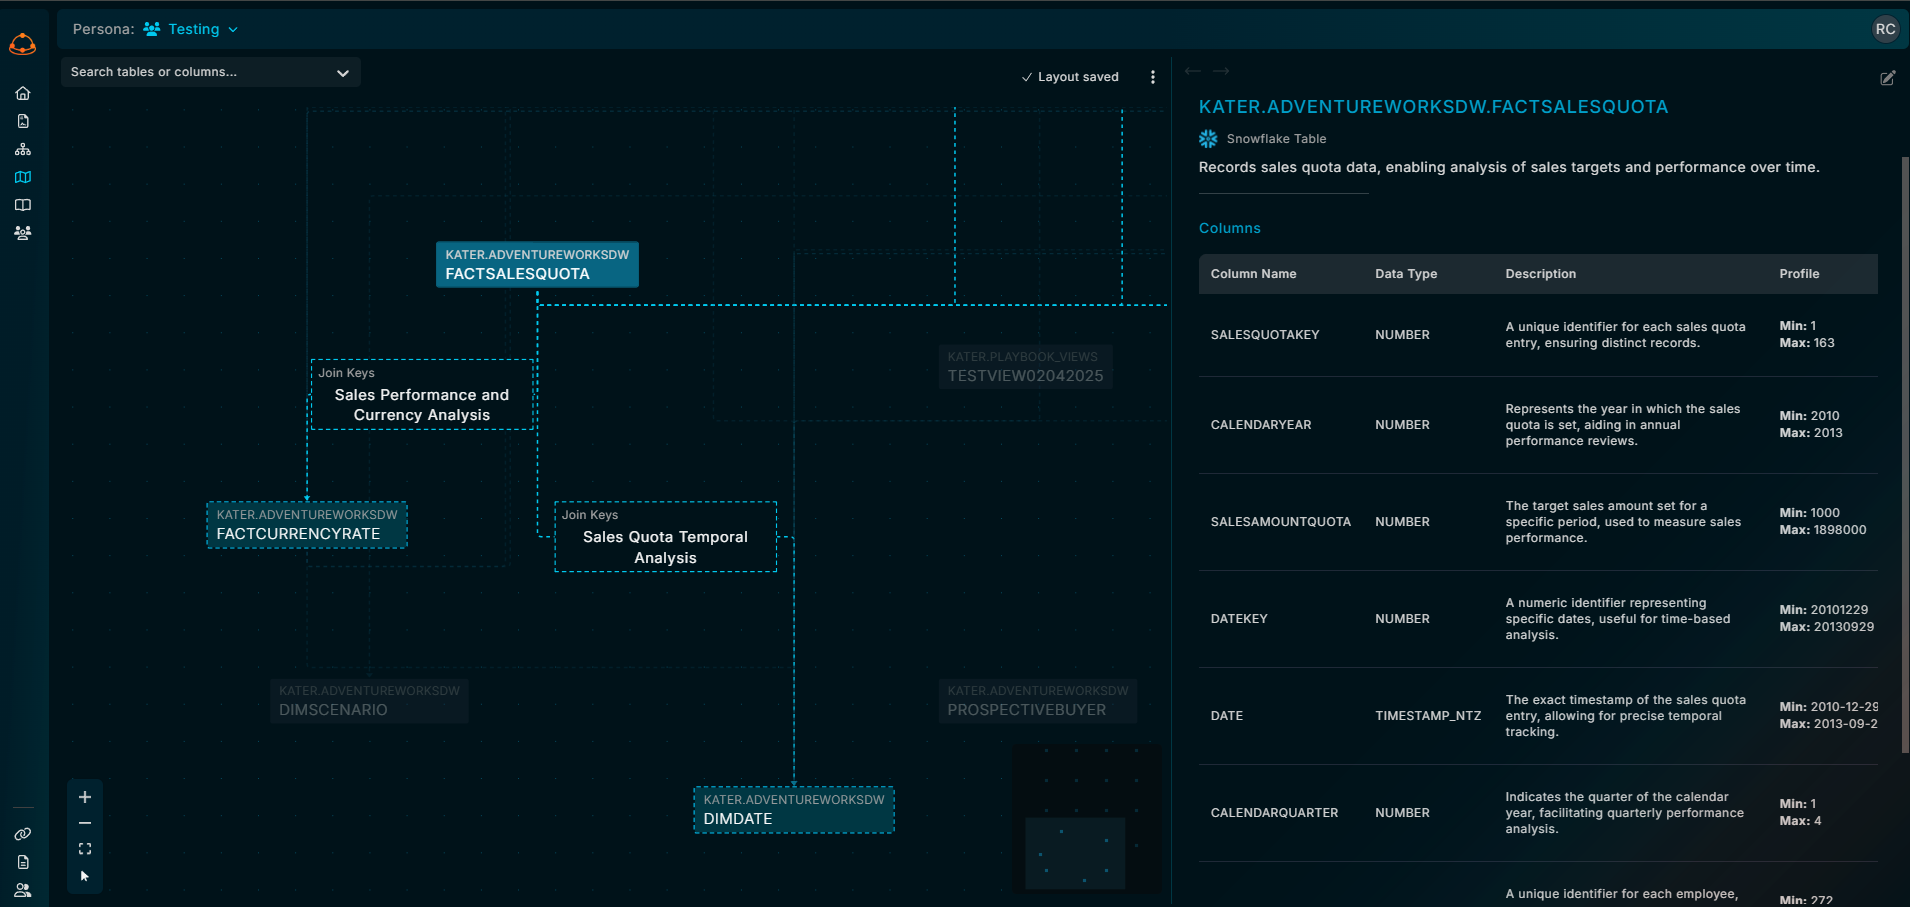 Persona: Testing
RC
Search tables or columns...
Layout saved
KATER.ADVENTUREWORKSDW
FACTSALESQUOTA
KATER.PLAYBOOK_VIEWS
TESTVIEW02042025
Join Keys
Sales Performance and
Currency Analysis
KATER.ADVENTUREWORKSDW
FACTCURRENCYRATE
Join Keys
Sales Quota Temporal
Analysis
KATER.ADVENTUREWORKSDW
DIMSCENARIO
KATER.ADVENTUREWORKSDW
PROSPECTIVEBUYER
KATER.ADVENTUREWORKSDW
DIMDATE
KATER.ADVENTUREWORKSDW.FACTSALESQUOTA
Snowflake Table
Records sales quota data, enabling analysis of sales targets and performance over time.
Columns
Column Name Data Type Description Profile
SALESQUOTAKEY NUMBER
A unique identifier for each sales quota
entry, ensuring distinct records.
Min: 1
Max: 163
CALENDARYEAR NUMBER
Represents the year in which the sales
quota is set, aiding in annual
performance reviews.
Min: 2010
Max: 2013
SALESAMOUNTQUOTA NUMBER
The target sales amount set for a
specific period, used to measure sales
performance.
Min: 1000
Max: 1898000
DATEKEY NUMBER
A numeric identifier representing
specific dates, useful for time-based
analysis.
Min: 20101229
Max: 20130929
DATE TIMESTAMP_NTZ
The exact timestamp of the sales quota
entry, allowing for precise temporal
tracking.
Min: 2010-12-29
Max: 2013-09-2
CALENDARQUARTER NUMBER
Indicates the quarter of the calendar
year, facilitating quarterly performance
analysis.
Min: 1
Max: 4
A unique identifier for each employee,
Min: 272